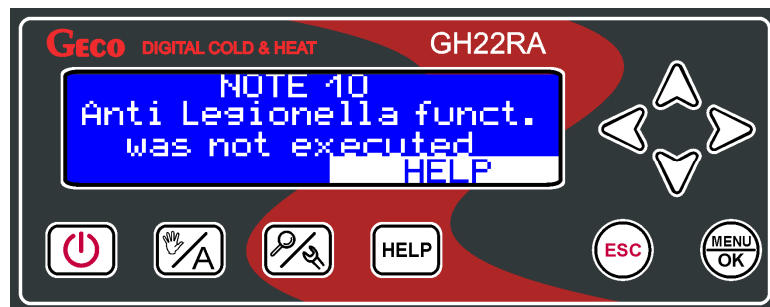 GECO DIGITAL COLD & HEAT
GH22RA
NOTE 10
Anti Legionella funct.
was not executed
HELP
A
HELP
ESC
MENU
OK